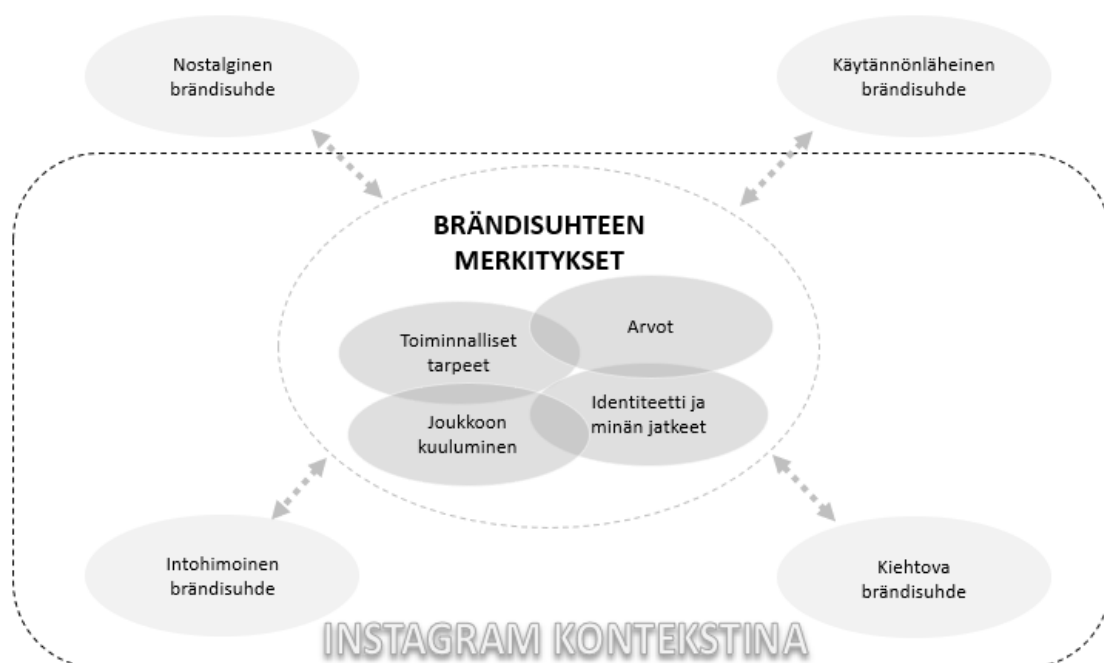 Nostalginen
brändisuhde
Käytännönläheinen
brändisuhde
BRÄNDISUHTEEN
MERKITYKSET
Toiminnalliset
tarpeet
Arvot
Joukkoon
kuuluminen
Identiteetti ja
minän jatkeet
Intohimoinen
brändisuhde
Kiehtova
brändisuhde
INSTAGRAM KONTEKSTINA